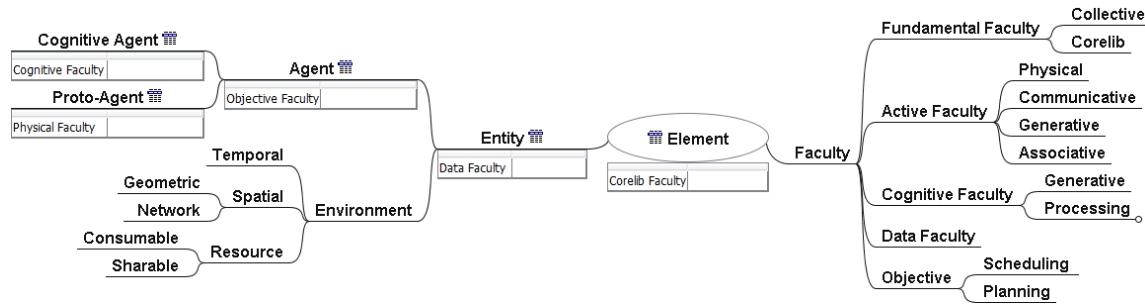 Cognitive Agent
Cognitive Faculty
Proto-Agent
Physical Faculty
Agent
Objective Faculty
Temporal
Geometric
Network
Spatial
Consumable
Sharable
Resource
Environment
Entity
Data Faculty
Element
Corelib Faculty
Faculty
Fundamental Faculty
Collective
Corelib
Active Faculty
Physical
Communicative
Generative
Associative
Cognitive Faculty
Generative
Processing
Data Faculty
Objective
Scheduling
Planning